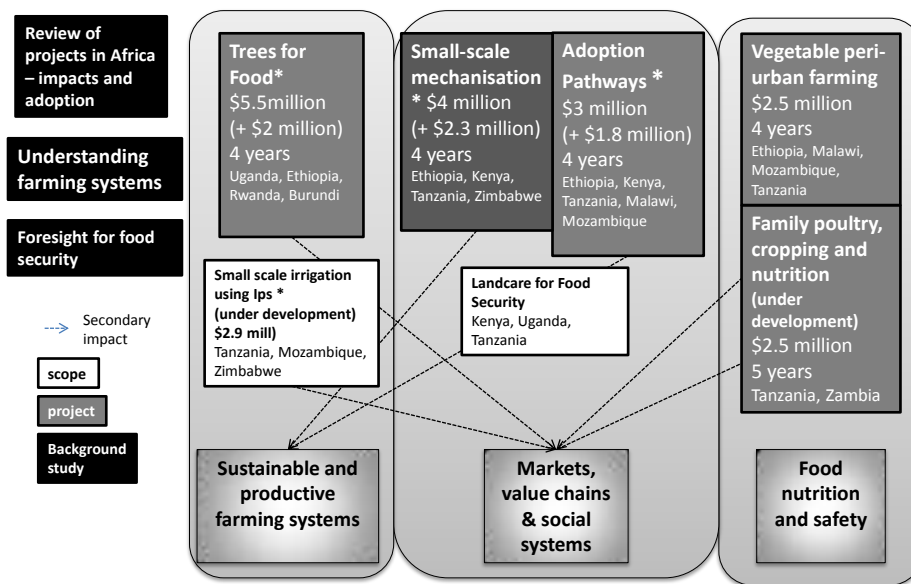 Review of
projects in Africa
– impacts and
adoption
Understanding
farming systems
Foresight for food
security
Secondary
impact
scope
project
Background
study
Trees for
Food*
$5.5million
(+ $2 million)
4 years
Uganda, Ethiopia,
Rwanda, Burundi
Small scale irrigation
using Ips *
(under development)
$2.9 mill)
Tanzania, Mozambique,
Zimbabwe
Sustainable and
productive
farming systems
Small-scale
mechanisation
* $4 million
(+ $2.3 million)
4 years
Ethiopia, Kenya,
Tanzania, Zimbabwe
Adoption
Pathways *
$3 million
(+ $1.8 million)
4 years
Ethiopia, Kenya,
Tanzania, Malawi,
Mozambique
Landcare for Food
Security
Kenya, Uganda,
Tanzania
Markets,
value chains
& social
systems
Vegetable peri-
urban farming
$2.5 million
4 years
Ethiopia, Malawi,
Mozambique,
Tanzania
Family poultry,
cropping and
nutrition
(under
development)
$2.5 million
5 years
Tanzania, Zambia
Food
nutrition
and safety